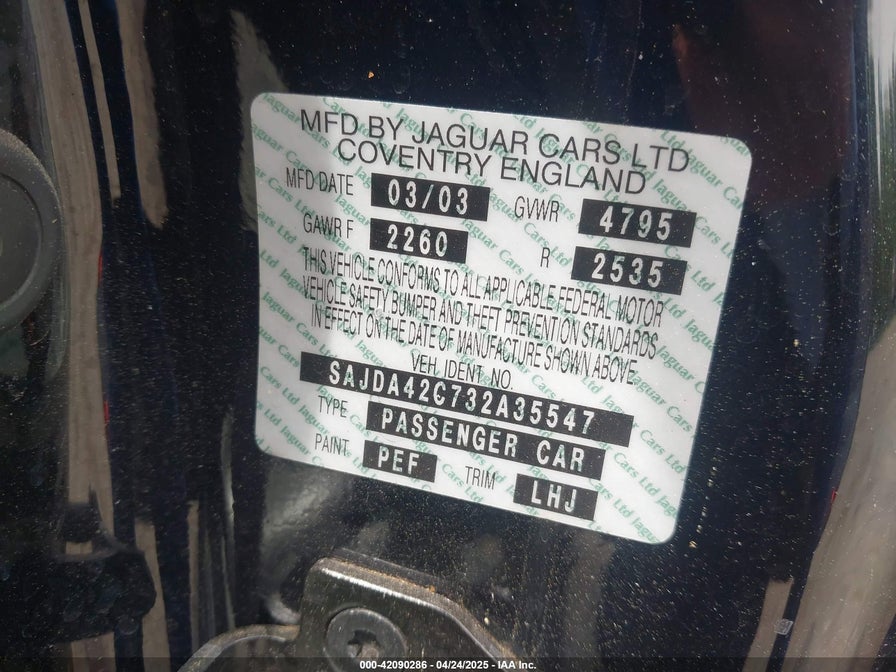 MFD BY JAGUAR CARS LTD
COVENTRY ENGLAND
MFD DATE 03/03 GVWR 4795
GAWR F 2260 R 2535
THIS VEHICLE CONFORMS TO ALL APPLICABLE FEDERAL MOTOR
VEHICLE SAFETY BUMPER AND THEFT PREVENTION STANDARDS
IN EFFECT ON THE DATE OF MANUFACTURE SHOWN ABOVE
VEH. IDENT. NO.
SAJDA42C732A35547
TYPE PASSENGER CAR
PAINT PEF TRIM LHJ
000-42090286 - 04/24/2025 - IAA Inc.